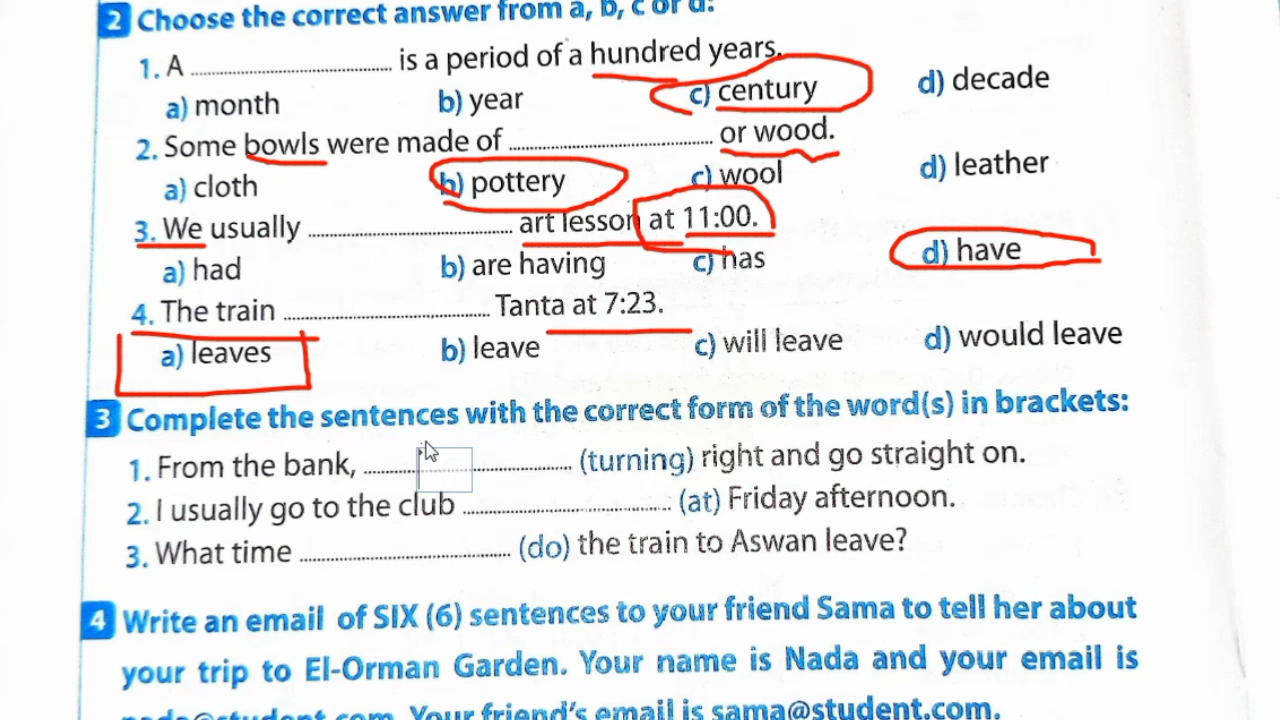 2 Choose the correct answer from a, b, c or d:
1. A .................... is a period of a hundred years.
a) month b) year c) century d) decade
2. Some bowls were made of .................... or wood.
a) cloth b) pottery c) wool d) leather
3. We usually .................... art lesson at 11:00.
a) had b) are having c) has d) have
4. The train .................... Tanta at 7:23.
a) leaves b) leave c) will leave d) would leave
3 Complete the sentences with the correct form of the word(s) in brackets:
1. From the bank, .................... (turning) right and go straight on.
2. I usually go to the club .................... (at) Friday afternoon.
3. What time .................... (do) the train to Aswan leave?
4 Write an email of SIX (6) sentences to your friend Sama to tell her about
your trip to El-Orman Garden. Your name is Nada and your email is
nada@student.com. Your friend's email is sama@student.com.